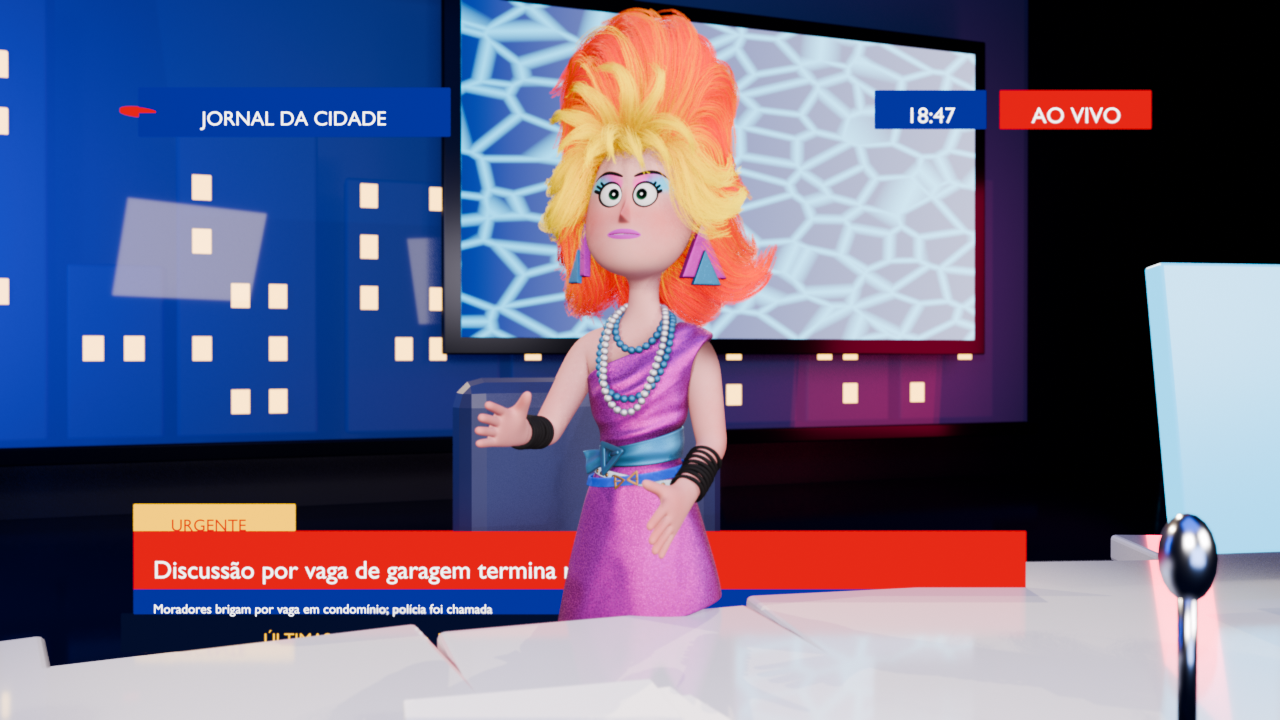 JORNAL DA CIDADE
18:47
AO VIVO
URGENTE
Discussão por vaga de garagem termina
Moradores brigam por vaga em condomínio; polícia foi chamada